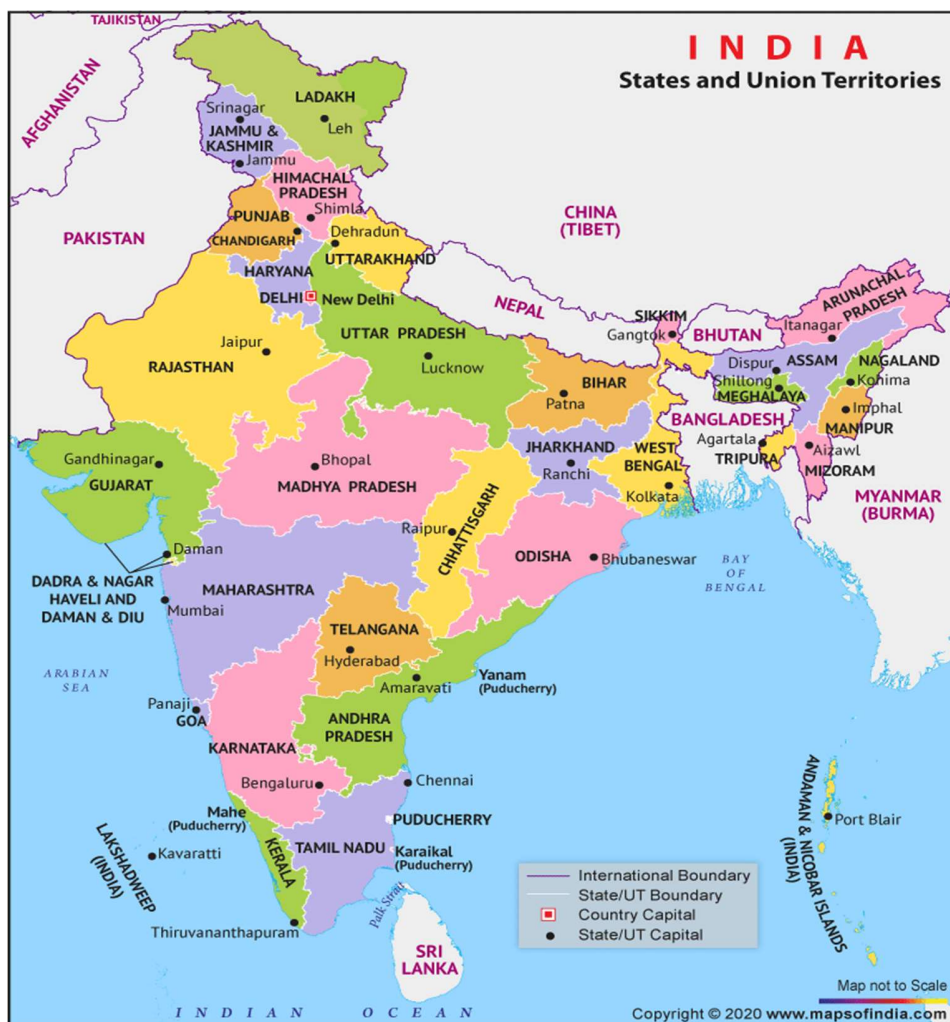 TAJIKISTAN
INDIA
States and Union Territories
AFGHANISTAN
LADAKH
Srinagar
Leh
JAMMU &
KASHMIR
Jammu
HIMACHAL
PRADESH
Shimla
PUNJAB
CHANDIGARH
Dehradun
UTTARAKHAND
PAKISTAN
CHINA
(TIBET)
HARYANA
DELHI
New Delhi
NEPAL
ARUNACHAL
PRADESH
SIKKIM
Gangtok
BHUTAN
Itanagar
UTTAR PRADESH
Jaipur
RAJASTHAN
Lucknow
Dispur
ASSAM
NAGALAND
Shillong
MEGHALAYA
Kohima
BIHAR
Patna
Imphal
MANIPUR
BANGLADESH
Agartala
TRIPURA
Aizawl
MIZORAM
JHARKHAND
Ranchi
WEST
BENGAL
Kolkata
Gandhinagar
GUJARAT
Bhopal
MADHYA PRADESH
MYANMAR
(BURMA)
Raipur
CHHATTISGARH
ODISHA
Bhubaneswar
BAY
OF
BENGAL
Daman
DADRA & NAGAR
HAVELI AND
DAMAN & DIU
MAHARASHTRA
Mumbai
TELANGANA
Hyderabad
ARABIAN
SEA
Amaravati
Yanam
(Puducherry)
Panaji
GOA
ANDHRA
PRADESH
KARNATAKA
Bengaluru
Chennai
Mahe
(Puducherry)
PUDUCHERRY
LAKSHADWEEP
(INDIA)
Kavaratti
KERALA
TAMIL NADU
Karaikal
(Puducherry)
Palk Strait
Thiruvananthapuram
SRI
LANKA
ANDAMAN & NICOBAR ISLANDS
(INDIA)
Port Blair
International Boundary
State/UT Boundary
Country Capital
State/UT Capital
INDIAN OCEAN
Map not to Scale
Copyright © 2020 www.mapsofindia.com